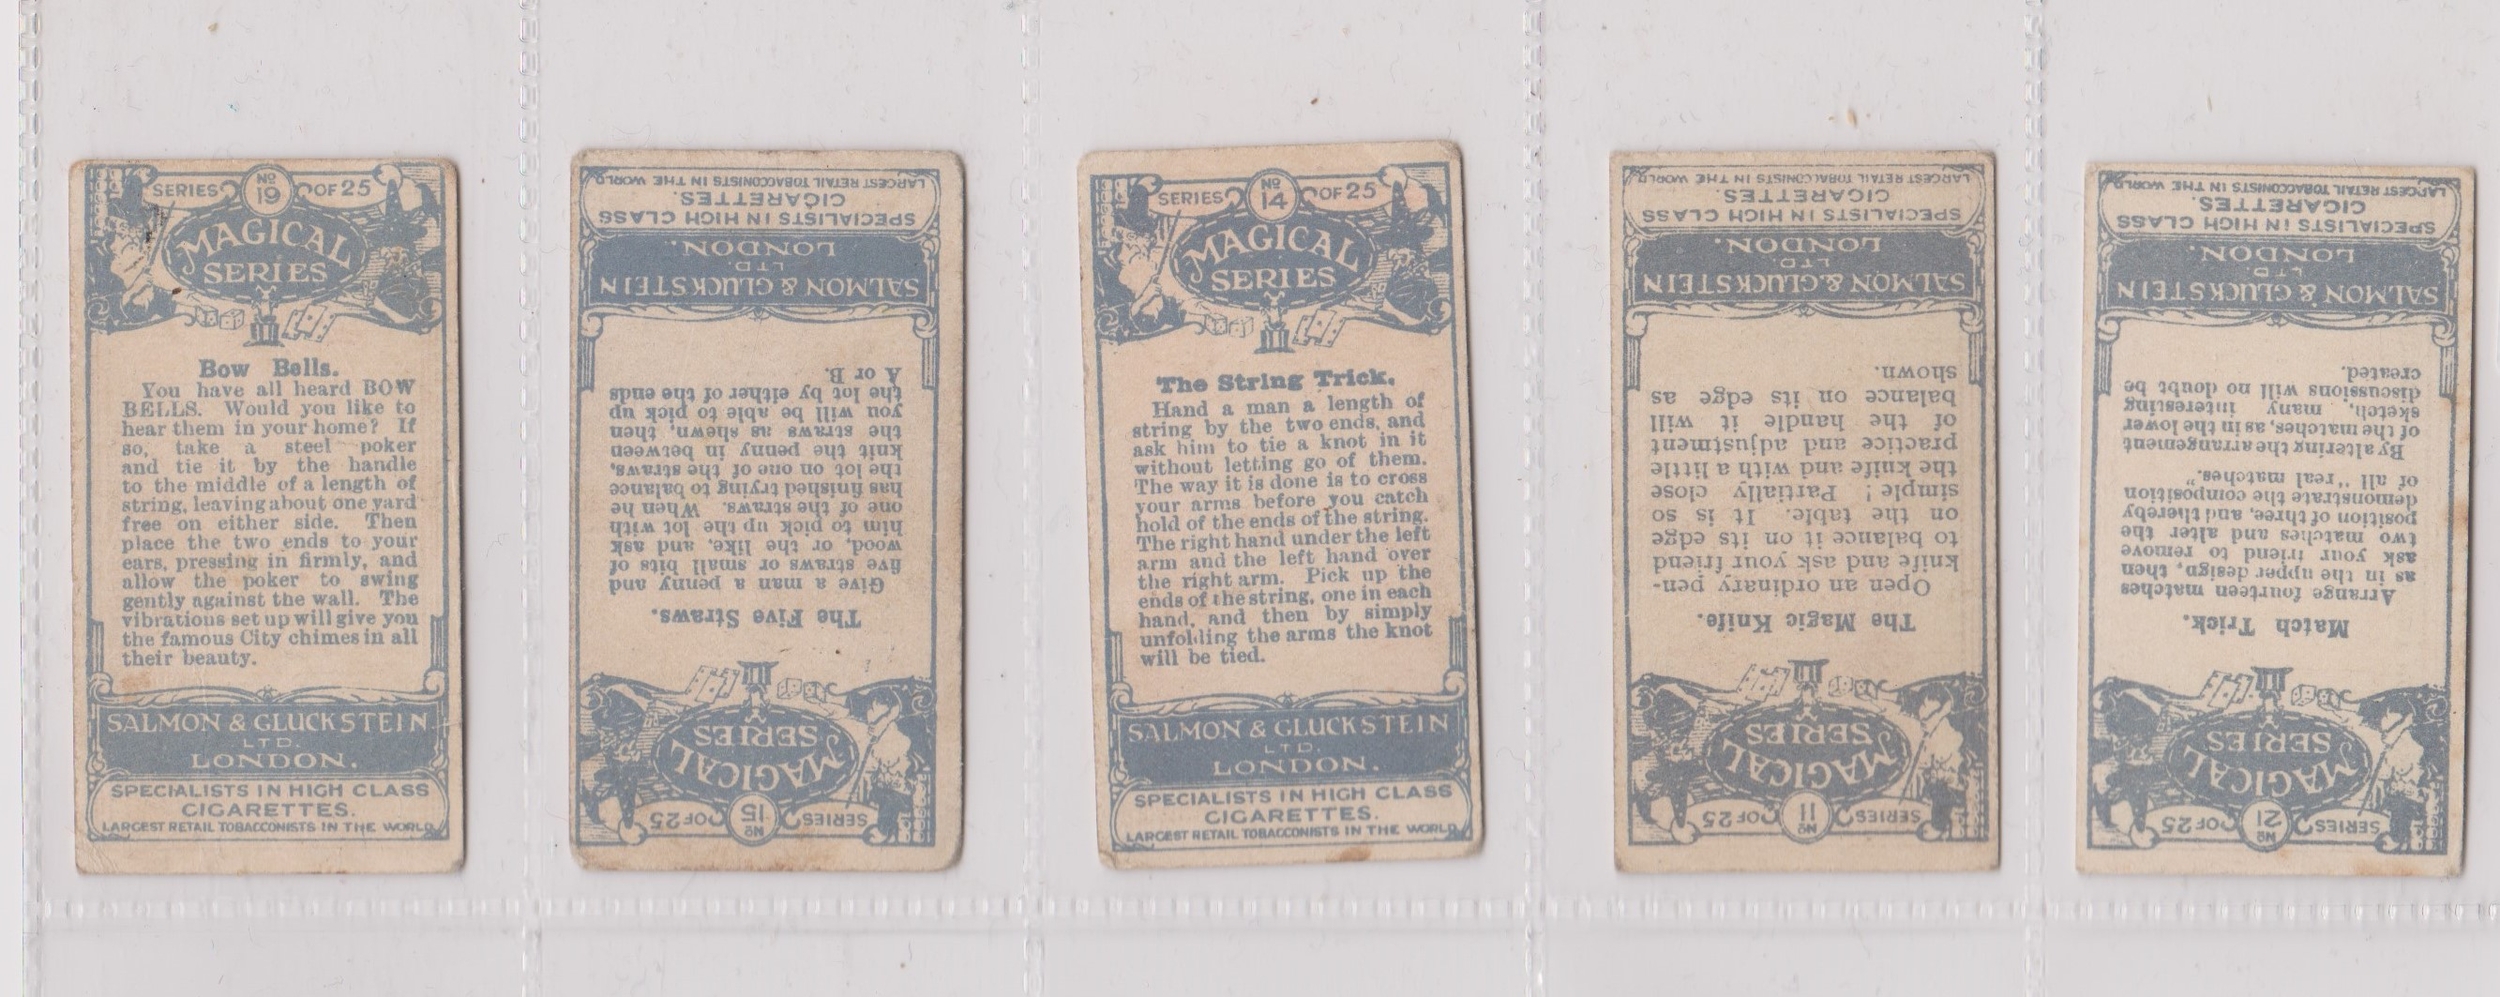 SERIES No 19 OF 25
MAGICAL
SERIES
Bow Bells.
You have all heard BOW
BELLS. Would you like to
hear them in your home? If
so, take a steel poker
and tie it by the handle
to the middle of a length of
string, leaving about one yard
free on either side. Then
place the two ends to your
ears, pressing in firmly, and
allow the poker to swing
gently against the wall. The
vibrations set up will give you
the famous City chimes in all
their beauty.
SALMON & GLUCKSTEIN
LTD.
LONDON.
SPECIALISTS IN HIGH CLASS
CIGARETTES.
LARGEST RETAIL TOBACCONISTS IN THE WORLD
SERIES No 15 OF 25
MAGICAL
SERIES
The Five Straws.
Give a man a penny and
five straws or small bits of
wood, or the like, and ask
him to pick up the lot with
one of the straws. When he
has finished trying to balance
the lot on one of the straws,
knit the penny in between
the straws as shewn, then
you will be able to pick up
the lot by either of the ends
A or B.
SALMON & GLUCKSTEIN
LTD.
LONDON.
SPECIALISTS IN HIGH CLASS
CIGARETTES.
LARGEST RETAIL TOBACCONISTS IN THE WORLD
SERIES No 14 OF 25
MAGICAL
SERIES
The String Trick.
Hand a man a length of
string by the two ends, and
ask him to tie a knot in it
without letting go of them.
The way it is done is to cross
your arms before you catch
hold of the ends of the string.
The right hand under the left
arm and the left hand over
the right arm. Pick up the
ends of the string, one in each
hand, and then by simply
unfolding the arms the knot
will be tied.
SALMON & GLUCKSTEIN
LTD.
LONDON.
SPECIALISTS IN HIGH CLASS
CIGARETTES.
LARGEST RETAIL TOBACCONISTS IN THE WORLD
SERIES No 11 OF 25
MAGICAL
SERIES
The Magic Knife.
Open an ordinary pen-
knife and ask your friend
to balance it on its edge
on the table. It is so
simple! Partially close
the knife and with a little
practice and adjustment
of the handle it will
balance on its edge as
shown.
SALMON & GLUCKSTEIN
LTD.
LONDON.
SPECIALISTS IN HIGH CLASS
CIGARETTES.
LARGEST RETAIL TOBACCONISTS IN THE WORLD
SERIES No 21 OF 25
MAGICAL
SERIES
Match Trick.
Arrange fourteen matches
as in the upper design, then
ask your friend to remove
two matches and alter the
position of three, and thereby
demonstrate the composition
of all "real matches."
By altering the arrangement
of the matches, as in the lower
sketch, many interesting
discussions will no doubt be
created.
SALMON & GLUCKSTEIN
LTD.
LONDON.
SPECIALISTS IN HIGH CLASS
CIGARETTES.
LARGEST RETAIL TOBACCONISTS IN THE WORLD